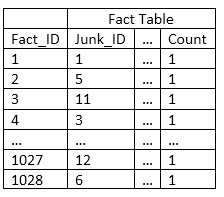 Fact Table
Fact_ID Junk_ID ... Count
1 1 ... 1
2 5 ... 1
3 11 ... 1
4 3 ... 1
... ... ... ...
1027 12 ... 1
1028 6 ... 1